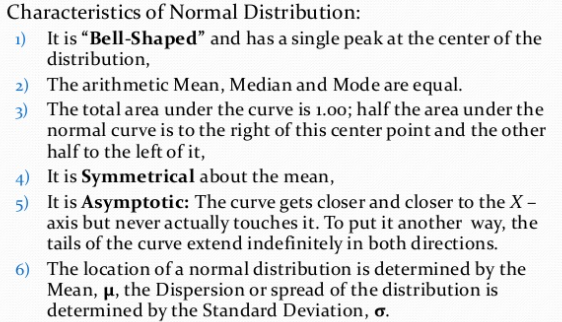 Characteristics of Normal Distribution:
1) It is “Bell-Shaped” and has a single peak at the center of the
distribution,
2) The arithmetic Mean, Median and Mode are equal.
3) The total area under the curve is 1.00; half the area under the
normal curve is to the right of this center point and the other
half to the left of it,
4) It is Symmetrical about the mean,
5) It is Asymptotic: The curve gets closer and closer to the X –
axis but never actually touches it. To put it another way, the
tails of the curve extend indefinitely in both directions.
6) The location of a normal distribution is determined by the
Mean, μ, the Dispersion or spread of the distribution is
determined by the Standard Deviation, σ.